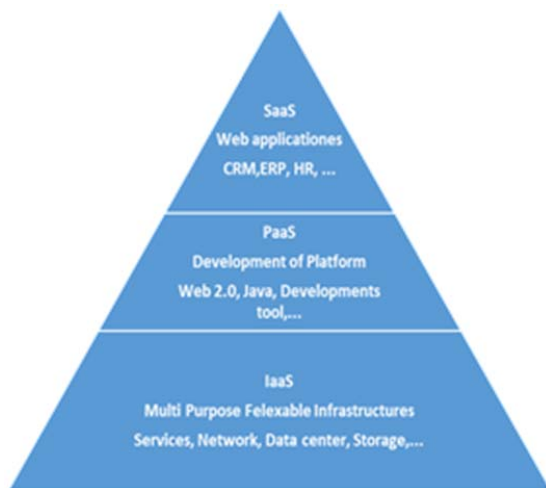 SaaS
Web applicationes
CRM,ERP, HR, ...
PaaS
Development of Platform
Web 2.0, Java, Developments
tool,...
IaaS
Multi Purpose Felexable Infrastructures
Services, Network, Data center, Storage,...